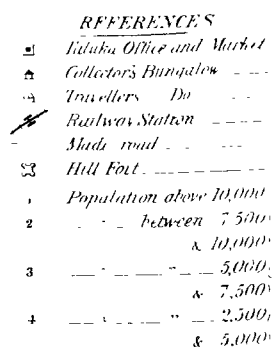 REFERENCES
Taluka Office and Market
Collector's Bungalow
Travellers Do
Railway Station
Made road
Hill Fort
1 Population above 10,000
2 " between 7,500
& 10,000
3 " 5,000
& 7,500
4 " 2,500
& 5,000